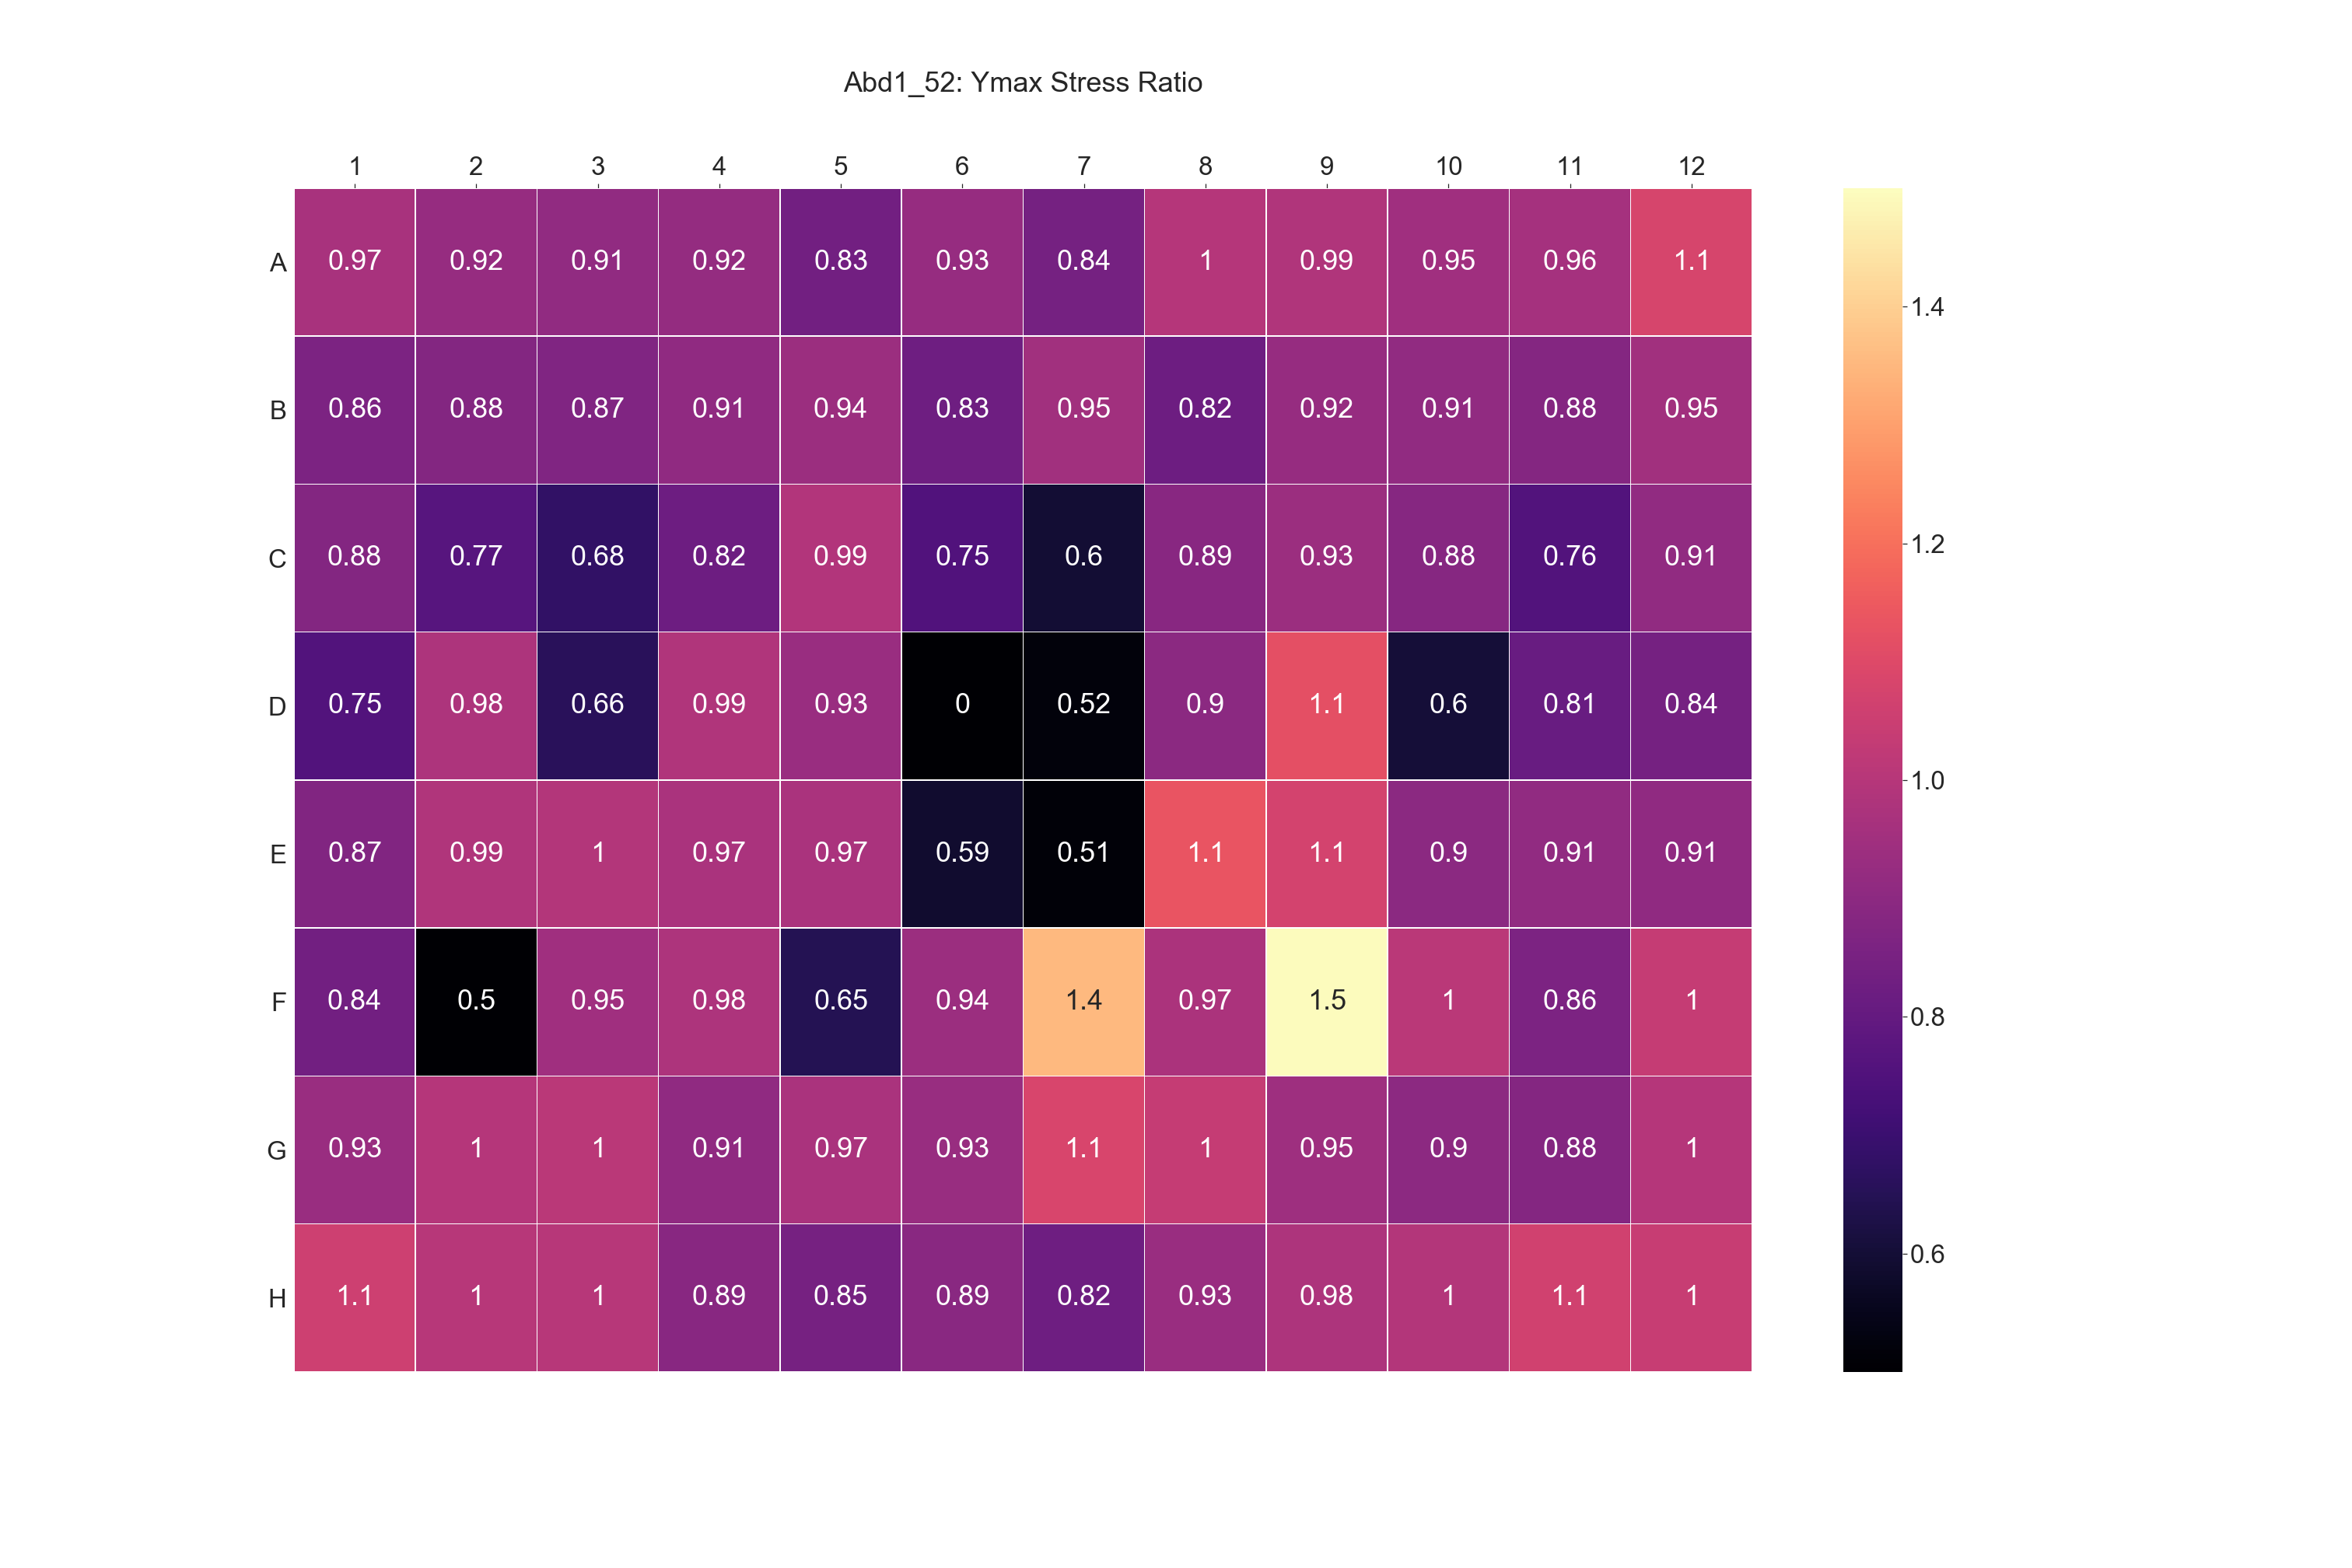 Abd1_52: Ymax Stress Ratio
1 2 3 4 5 6 7 8 9 10 11 12
A 0.97 0.92 0.91 0.92 0.83 0.93 0.84 1 0.99 0.95 0.96 1.1
1.4
B 0.86 0.88 0.87 0.91 0.94 0.83 0.95 0.82 0.92 0.91 0.88 0.95
C 0.88 0.77 0.68 0.82 0.99 0.75 0.6 0.89 0.93 0.88 0.76 0.91
1.2
D 0.75 0.98 0.66 0.99 0.93 0 0.52 0.9 1.1 0.6 0.81 0.84
1.0
E 0.87 0.99 1 0.97 0.97 0.59 0.51 1.1 1.1 0.9 0.91 0.91
F 0.84 0.5 0.95 0.98 0.65 0.94 1.4 0.97 1.5 1 0.86 1
0.8
G 0.93 1 1 0.91 0.97 0.93 1.1 1 0.95 0.9 0.88 1
0.6
H 1.1 1 1 0.89 0.85 0.89 0.82 0.93 0.98 1 1.1 1